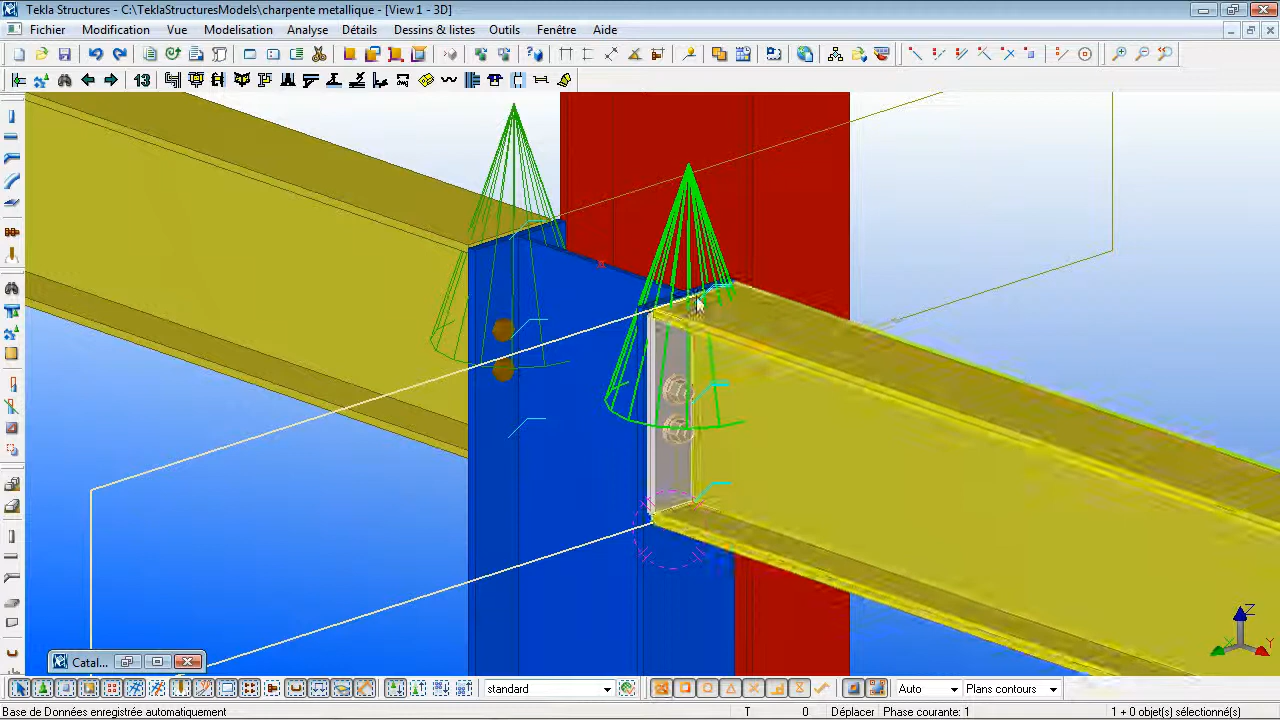 Tekla Structures - C:\TeklaStructuresModels\charpente metallique - [View 1 - 3D]
Fichier Modification Vue Modelisation Analyse Détails Dessins & listes Outils Fenêtre Aide
13
Z
X Y
Catal...
standard Auto Plans contours
Base de Données enregistrée automatiquement T 0 Déplacer Phase courante: 1 1 + 0 objet(s) sélectionné(s)